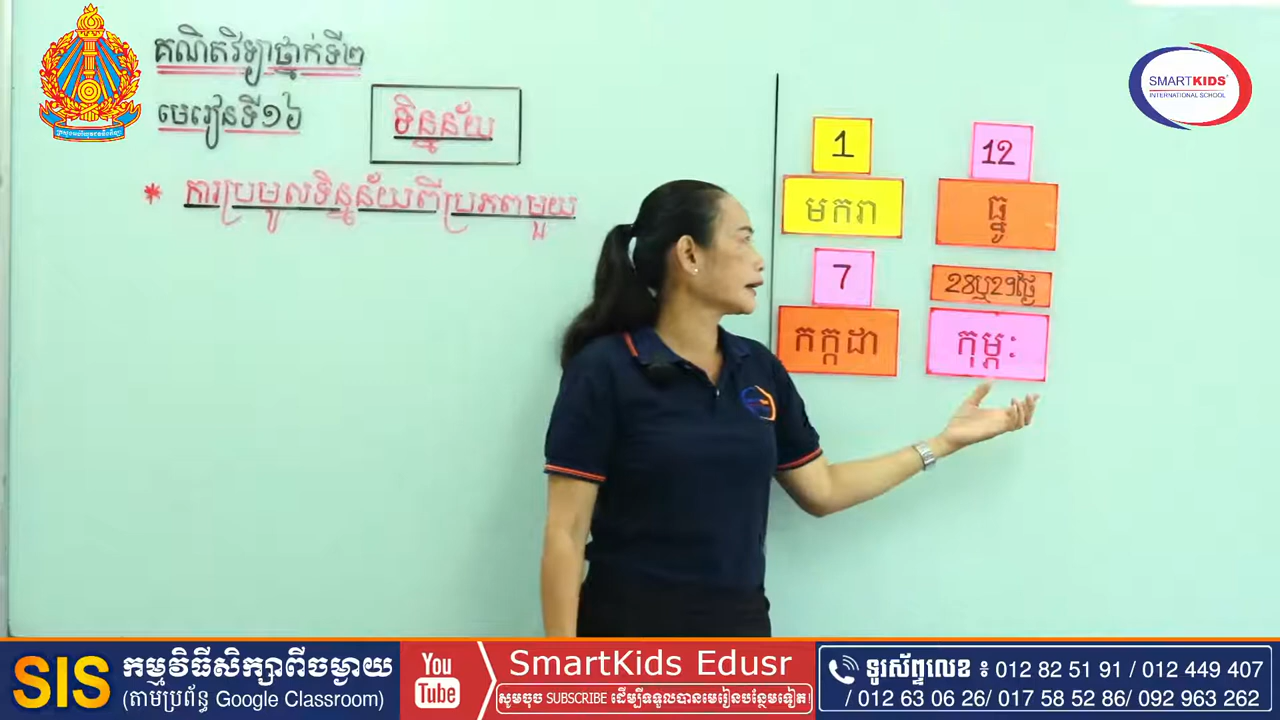 គណិតវិទ្យាថ្នាក់ទី២
មេរៀនទី១៦
ទិន្នន័យ
* ការប្រមូលទិន្នន័យពីប្រភពមួយ
1
មករា
12
ធ្នូ
7
កក្កដា
28ឬ29ថ្ងៃ
កុម្ភៈ
SMARTKIDS
INTERNATIONAL SCHOOL
SIS
កម្មវិធីសិក្សាពីចម្ងាយ
(តាមប្រព័ន្ធ Google Classroom)
You
Tube
SmartKids Edusr
សូមចុច SUBSCRIBE ដើម្បីទទួលបានមេរៀនបន្ថែមទៀត!
ទូរស័ព្ទលេខ ៖ 012 82 51 91 / 012 449 407
/ 012 63 06 26/ 017 58 52 86/ 092 963 262